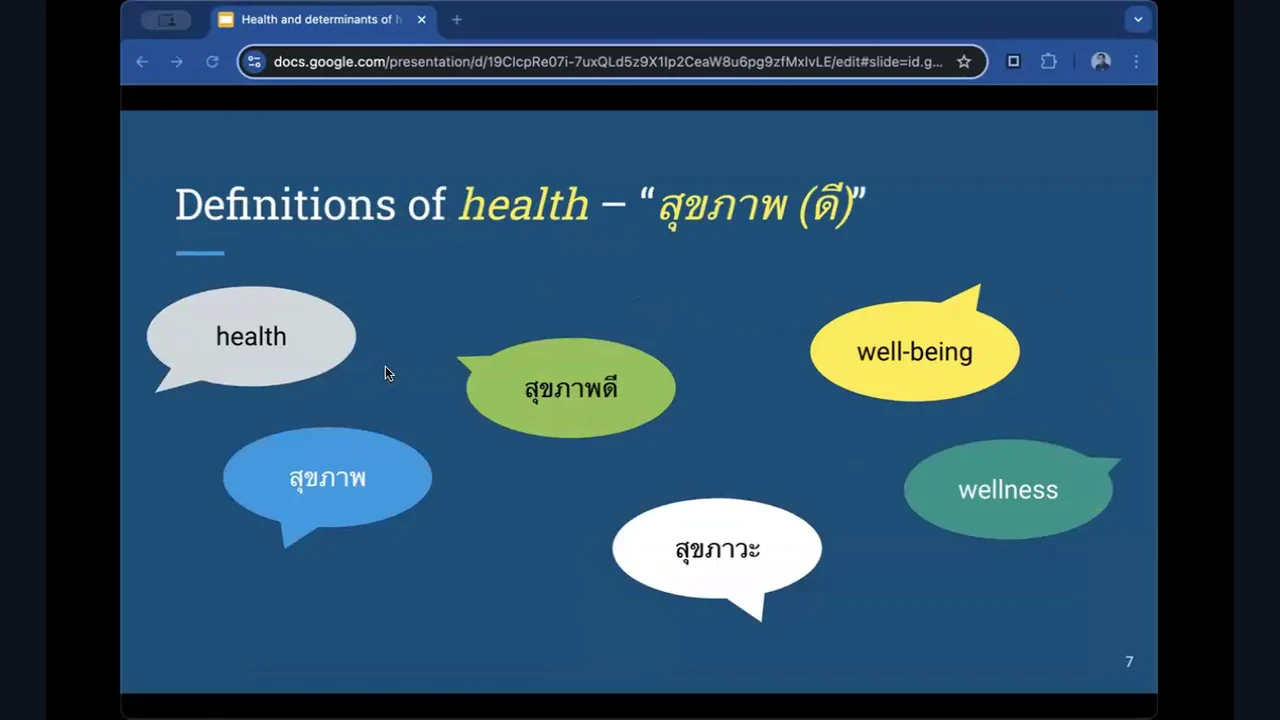 Health and determinants of h
docs.google.com/presentation/d/19ClcpRe07i-7uxQLd5z9X1lp2CeaW8u6pg9zfMxlvLE/edit#slide=id.g...
Definitions of health – “สุขภาพ (ดี)”
health
สุขภาพดี
well-being
สุขภาพ
wellness
สุขภาวะ
7